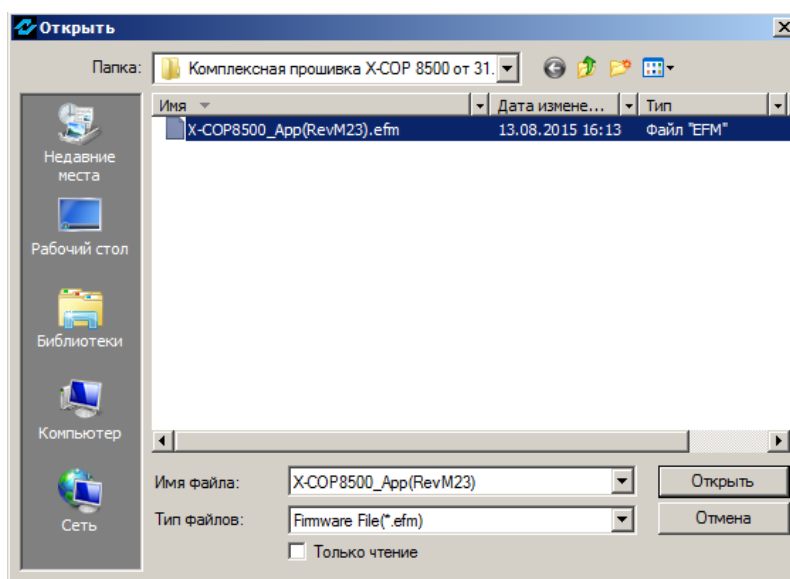 Открыть
Папка:
Комплексная прошивка X-COP 8500 от 31.
Имя
Дата измене...
Тип
X-COP8500_App(RevM23).efm
13.08.2015 16:13
Файл "EFM"
Недавние
места
Рабочий стол
Библиотеки
Компьютер
Сеть
Имя файла:
X-COP8500_App(RevM23)
Открыть
Тип файлов:
Firmware File(*.efm)
Отмена
Только чтение